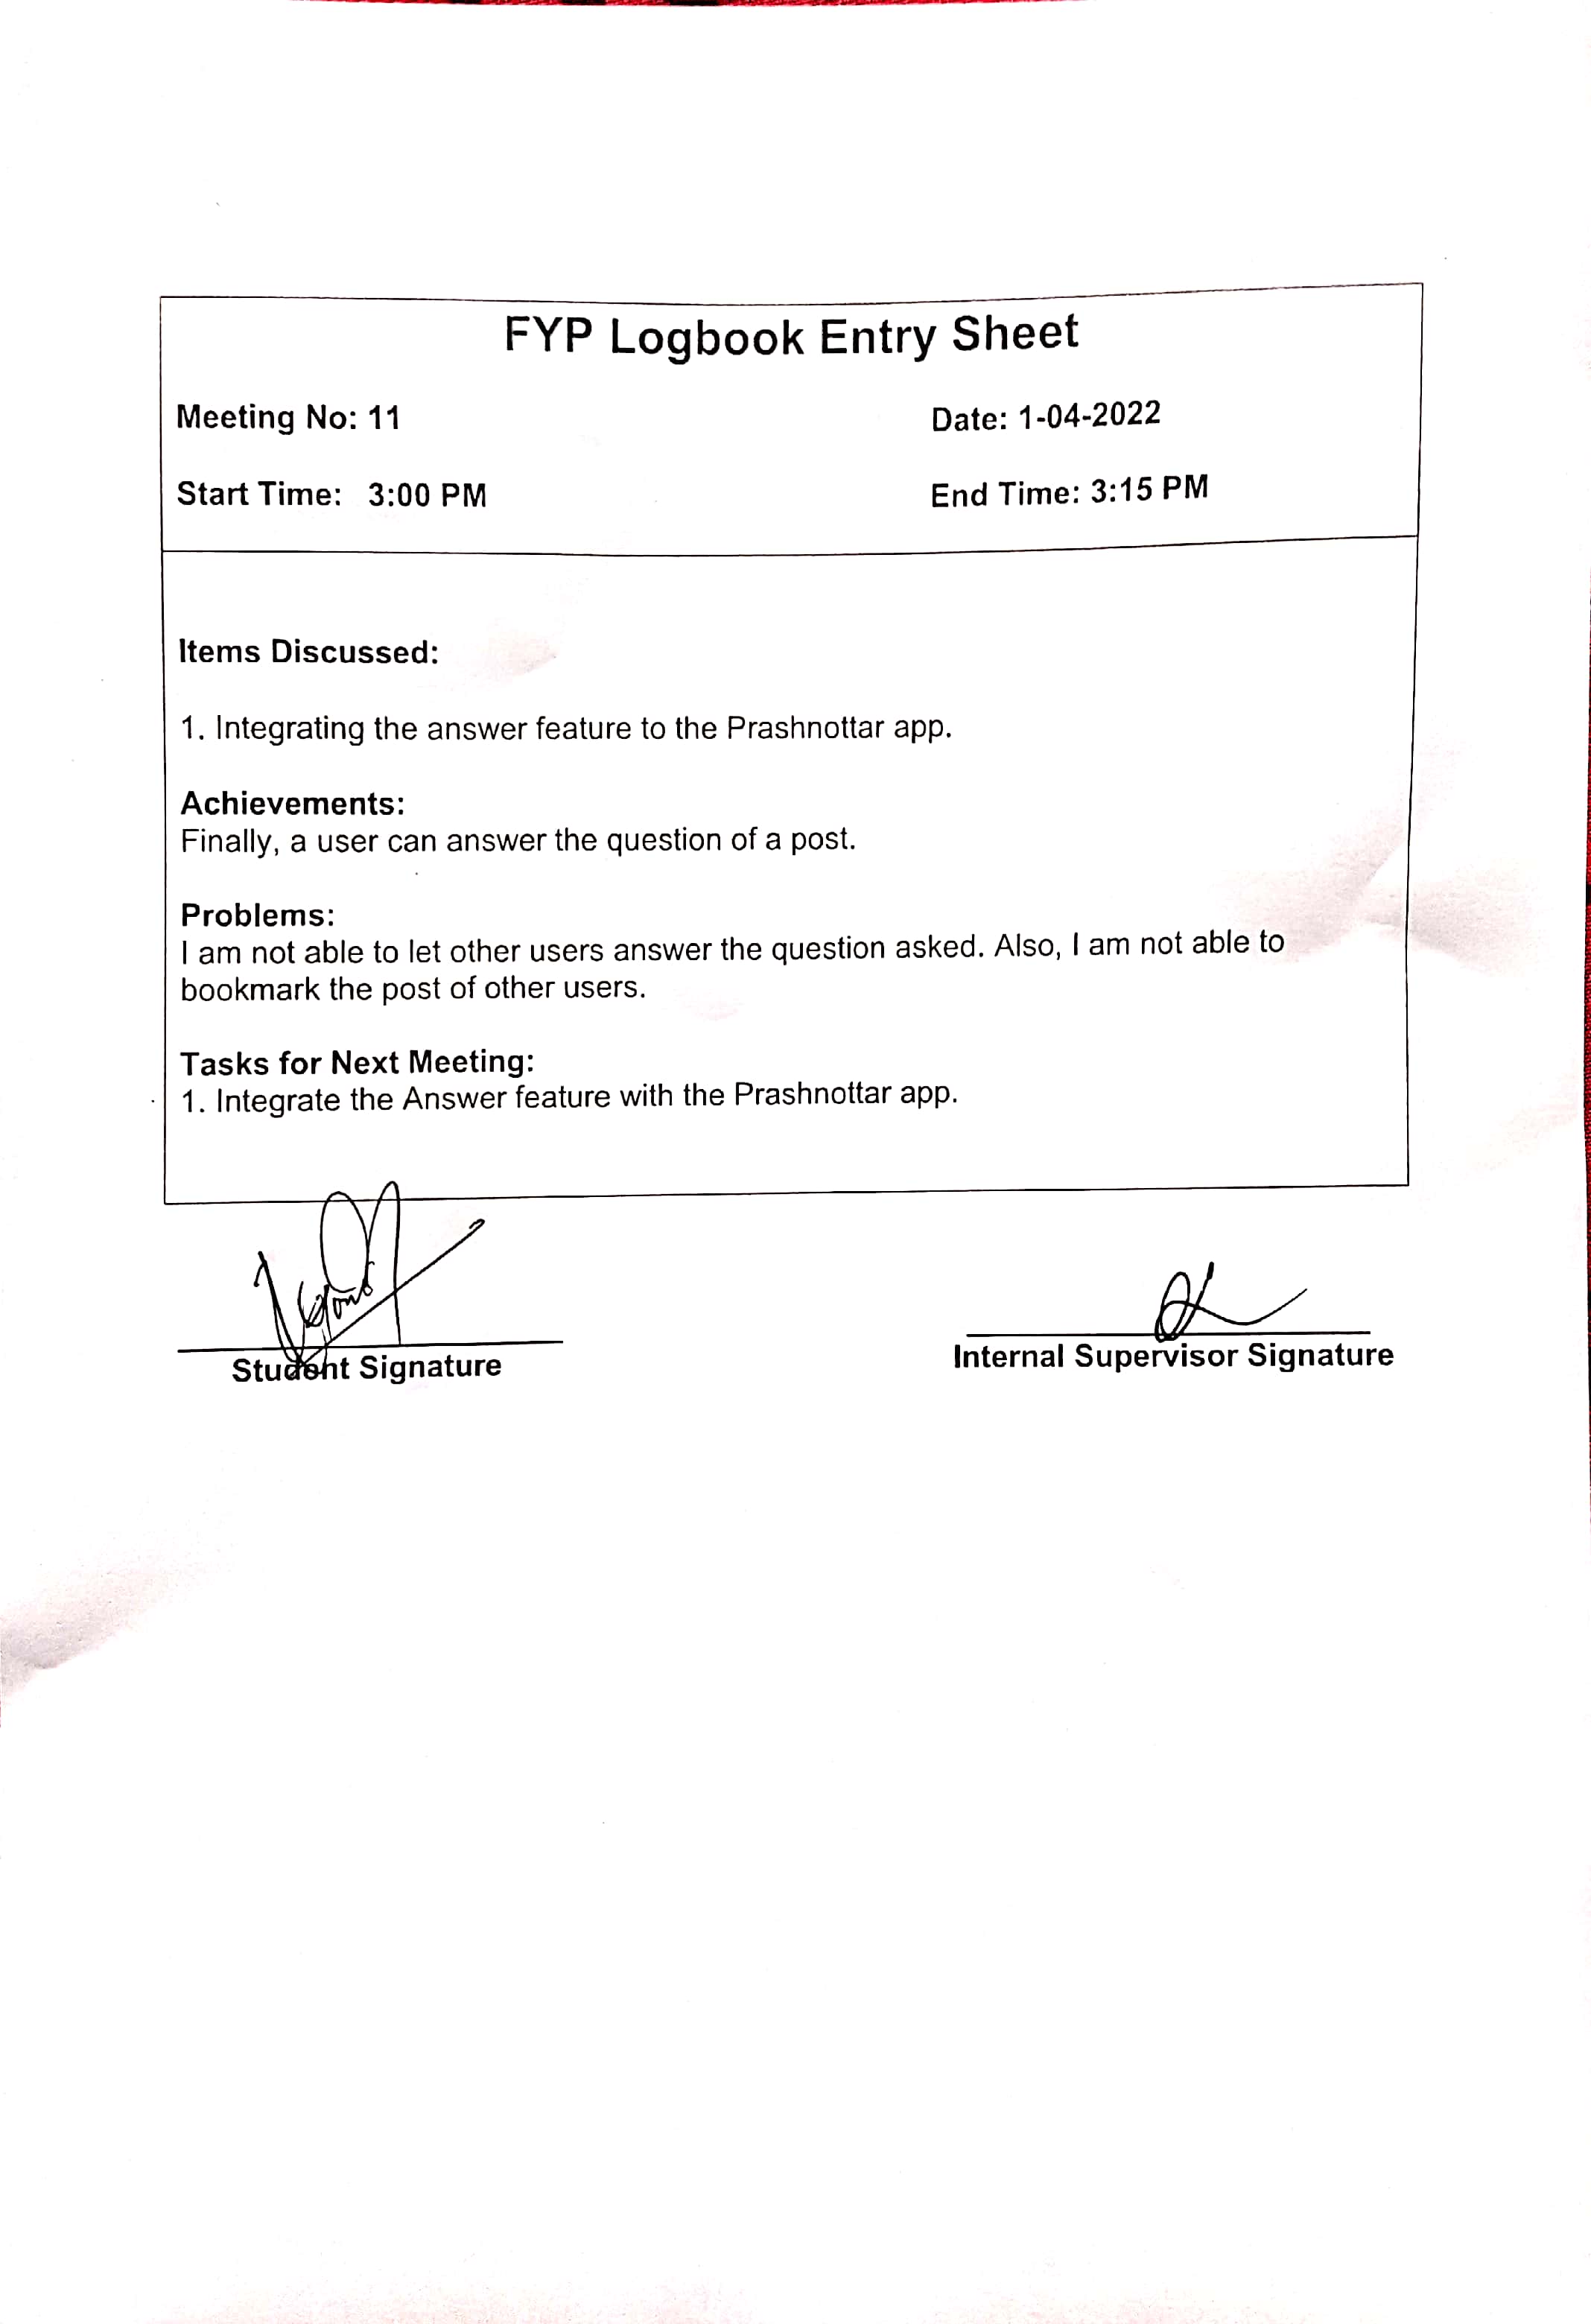 FYP Logbook Entry Sheet
Meeting No: 11 Date: 1-04-2022
Start Time: 3:00 PM End Time: 3:15 PM
Items Discussed:
1. Integrating the answer feature to the Prashnottar app.
Achievements:
Finally, a user can answer the question of a post.
Problems:
I am not able to let other users answer the question asked. Also, I am not able to
bookmark the post of other users.
Tasks for Next Meeting:
1. Integrate the Answer feature with the Prashnottar app.
Student Signature Internal Supervisor Signature